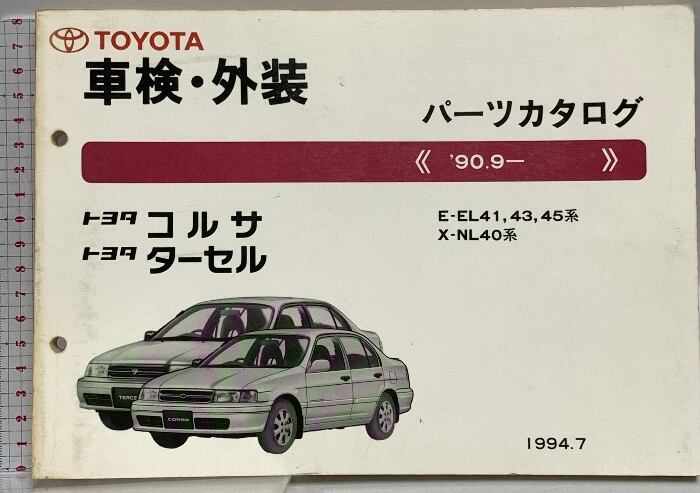 TOYOTA
車検・外装
パーツカタログ
《 '90.9― 》
トヨタ コルサ
トヨタ ターセル
E-EL41,43,45系
X-NL40系
TERCE
CORSA
1994.7